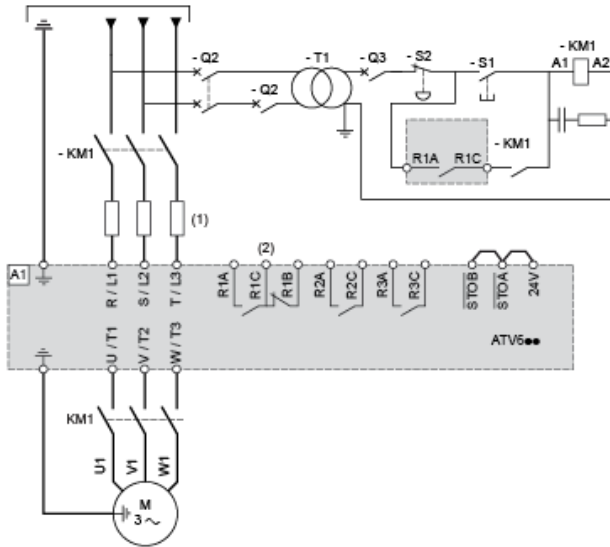 - Q2
- T1
- Q3
- S2
- S1
- KM1
A1
A2
- Q2
- KM1
R1A
R1C
- KM1
(1)
(2)
A1
R / L1
S / L2
T / L3
R1A
R1C
R1B
R2A
R2C
R3A
R3C
STOB
STOA
24V
U / T1
V / T2
W / T3
ATV6●●
KM1
U1
V1
W1
M
3 ~